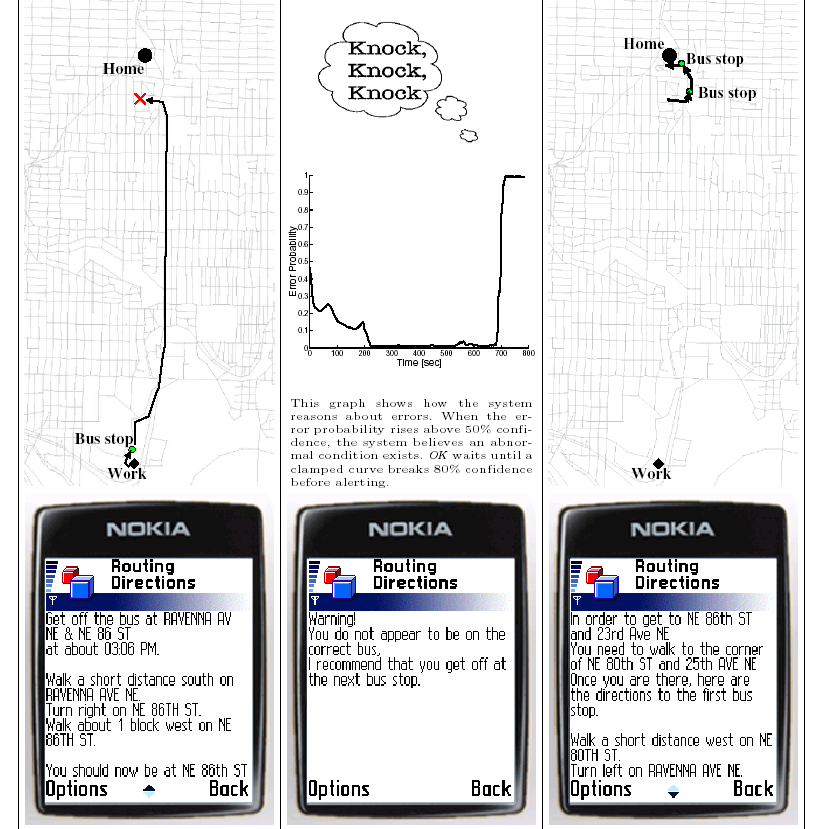 Home
Bus stop
Work
NOKIA
Routing
Directions
Get off the bus at RAVENNA AV
NE & NE 86 ST
at about 03:06 PM.
Walk a short distance south on
RAVENNA AVE NE.
Turn right on NE 86TH ST.
Walk about 1 block west on NE
86TH ST.
You should now be at NE 86th ST
Options
Back
Knock,
Knock,
Knock
Error Probability
1
0.9
0.8
0.7
0.6
0.5
0.4
0.3
0.2
0.1
0
0 100 200 300 400 500 600 700 800
Time [sec]
This graph shows how the system
reasons about errors. When the er-
ror probability rises above 50% confi-
dence, the system believes an abnor-
mal condition exists. OK waits until a
clamped curve breaks 80% confidence
before alerting.
NOKIA
Routing
Directions
Warning!
You do not appear to be on the
correct bus,
I recommend that you get off at
the next bus stop.
Options
Back
Home
Bus stop
Bus stop
Work
NOKIA
Routing
Directions
In order to get to NE 86th ST
and 23rd Ave NE
You need to walk to the corner
of NE 80th ST and 25th AVE NE
Once you are there, here are
the directions to the first bus
stop.
Walk a short distance west on NE
80TH ST.
Turn left on RAVENNA AVE NE.
Options
Back